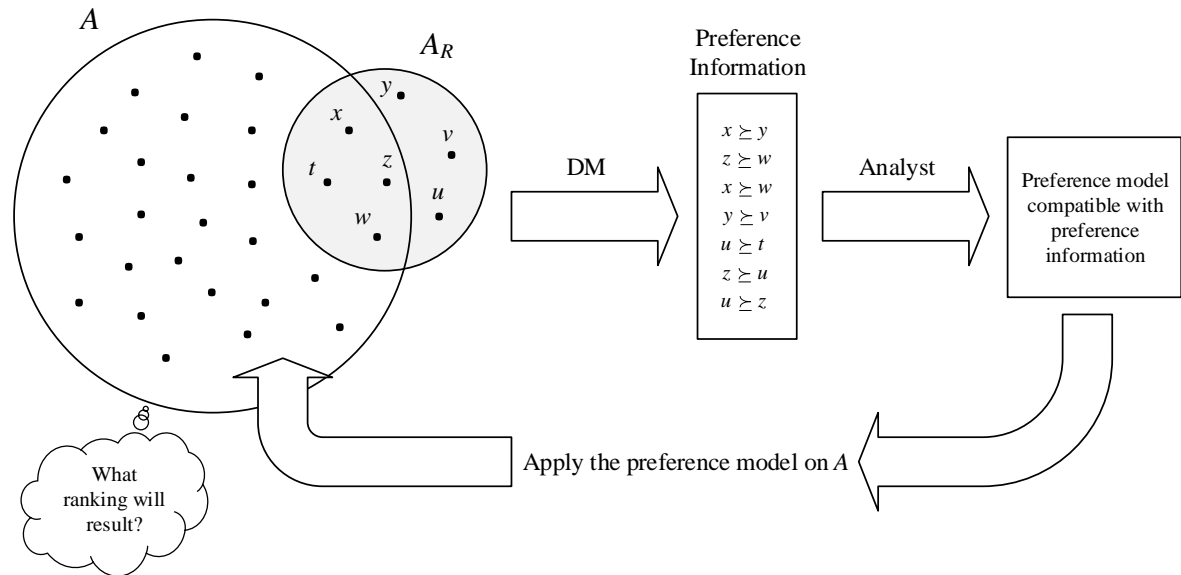 A
A_R
y
x
v
t
z
u
w
DM
Preference
Information
x ⪰ y
z ⪰ w
x ⪰ w
y ⪰ v
u ⪰ t
z ⪰ u
u ⪰ z
Analyst
Preference model
compatible with
preference
information
Apply the preference model on A
What
ranking will
result?